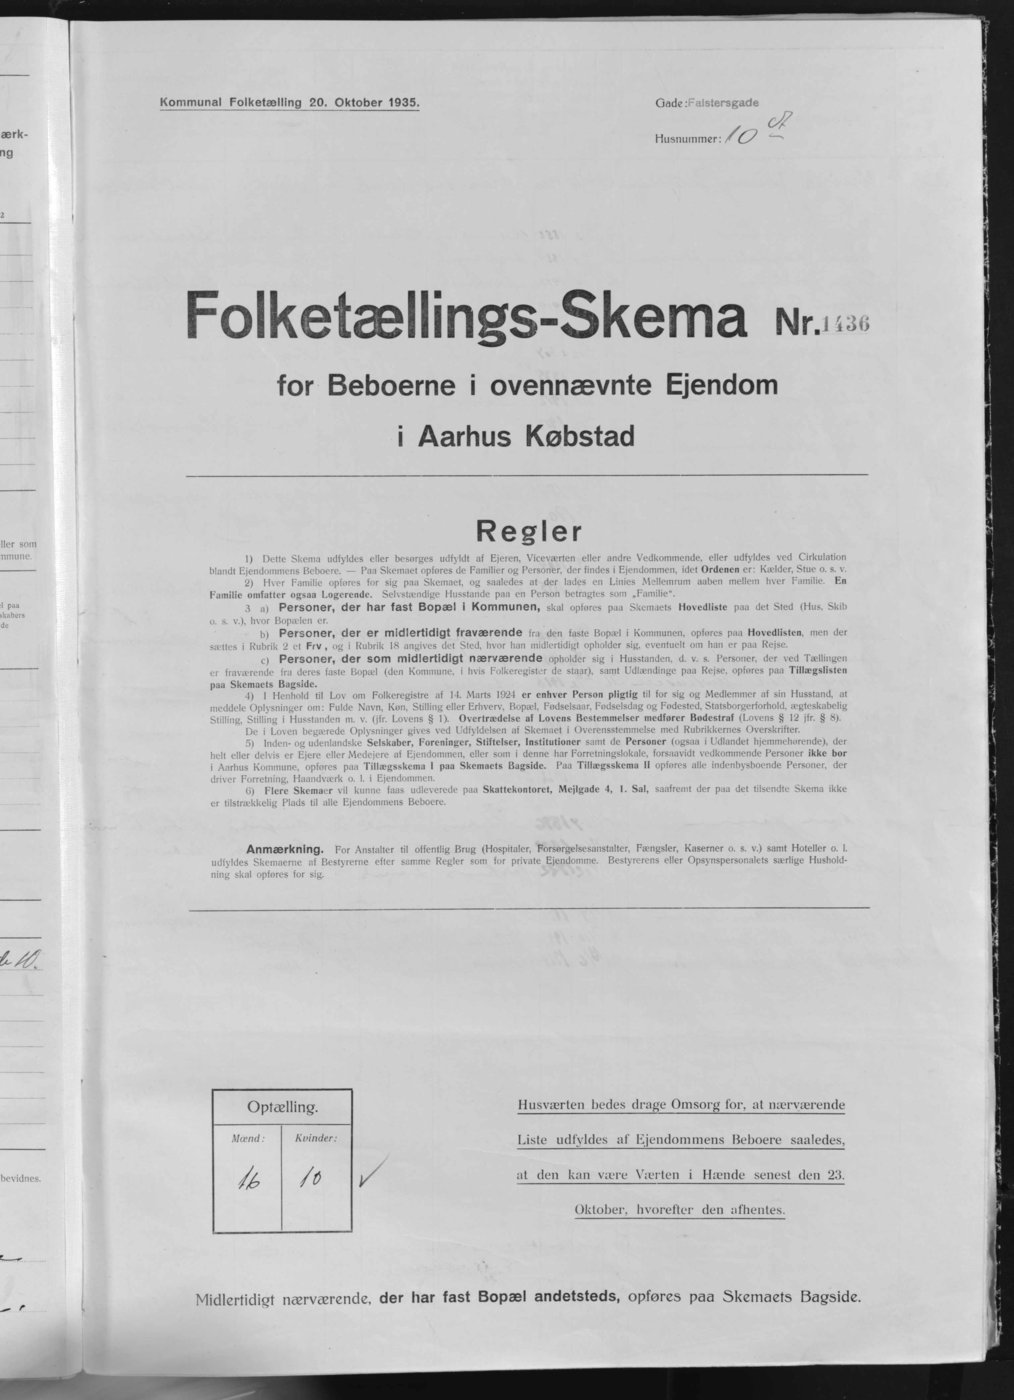 Kommunal Folketælling 20. Oktober 1935.
Gade: Falstersgade
Husnummer: 10
Folketællings-Skema Nr. 1436
for Beboerne i ovennævnte Ejendom
i Aarhus Købstad
Regler
1) Dette Skema udfyldes eller besørges udfyldt af Ejeren, Viceværten eller andre Vedkommende, eller udfyldes ved Cirkulation
blandt Ejendommens Beboere. — Paa Skemaet opføres de Familier og Personer, der findes i Ejendommen, idet Ordenen er: Kælder, Stue o. s. v.
2) Hver Familie opføres for sig paa Skemaet, og saaledes at der lades en Linies Mellemrum aaben mellem hver Familie. En
Familie omfatter ogsaa Logerende. Selvstændige Husstande paa en Person betragtes som „Familie".
3 a) Personer, der har fast Bopæl i Kommunen, skal opføres paa Skemaets Hovedliste paa det Sted (Hus, Skib
o. s. v.), hvor Bopælen er.
b) Personer, der er midlertidigt fraværende fra den faste Bopæl i Kommunen, opføres paa Hovedlisten, men der
sættes i Rubrik 2 et Frv, og i Rubrik 18 angives det Sted, hvor han midlertidigt opholder sig, eventuelt om han er paa Rejse.
c) Personer, der som midlertidigt nærværende opholder sig i Husstanden, d. v. s. Personer, der ved Tællingen
er fraværende fra deres faste Bopæl (den Kommune, i hvis Folkeregister de staar), samt Udlændinge paa Rejse, opføres paa Tillægslisten
paa Skemaets Bagside.
4) I Henhold til Lov om Folkeregistre af 14. Marts 1924 er enhver Person pligtig til for sig og Medlemmer af sin Husstand, at
meddele Oplysninger om: Fulde Navn, Køn, Stilling eller Erhverv, Bopæl, Fødselsaar, Fødselsdag og Fødested, Statsborgerforhold, ægteskabelig
Stilling, Stilling i Husstanden m. v. (jfr. Lovens § 1). Overtrædelse af Lovens Bestemmelser medfører Bødestraf (Lovens § 12 jfr. § 8).
De i Loven begærede Oplysninger gives ved Udfyldelsen af Skemaet i Overensstemmelse med Rubrikkernes Overskrifter.
5) Inden- og udenlandske Selskaber, Foreninger, Stiftelser, Institutioner samt de Personer (ogsaa i Udlandet hjemmehørende), der
helt eller delvis er Ejere eller Medejere af Ejendommen, eller som i denne har Forretningslokale, forsaavidt vedkommende Personer ikke bor
i Aarhus Kommune, opføres paa Tillægsskema I paa Skemaets Bagside. Paa Tillægsskema II opføres alle indenbysboende Personer, der
driver Forretning, Haandværk o. l. i Ejendommen.
6) Flere Skemaer vil kunne faas udleverede paa Skattekontoret, Mejlgade 4, 1. Sal, saafremt der paa det tilsendte Skema ikke
er tilstrækkelig Plads til alle Ejendommens Beboere.
Anmærkning. For Anstalter til offentlig Brug (Hospitaler, Forsørgelsesanstalter, Fængsler, Kaserner o. s. v.) samt Hoteller o. l.
udfyldes Skemaerne af Bestyrerne efter samme Regler som for private Ejendomme. Bestyrerens eller Opsynspersonalets særlige Hushold-
ning skal opføres for sig.
Optælling.
Mænd: Kvinder:
16 10
Husværten bedes drage Omsorg for, at nærværende
Liste udfyldes af Ejendommens Beboere saaledes,
at den kan være Værten i Hænde senest den 23.
Oktober, hvorefter den afhentes.
Midlertidigt nærværende, der har fast Bopæl andetsteds, opføres paa Skemaets Bagside.